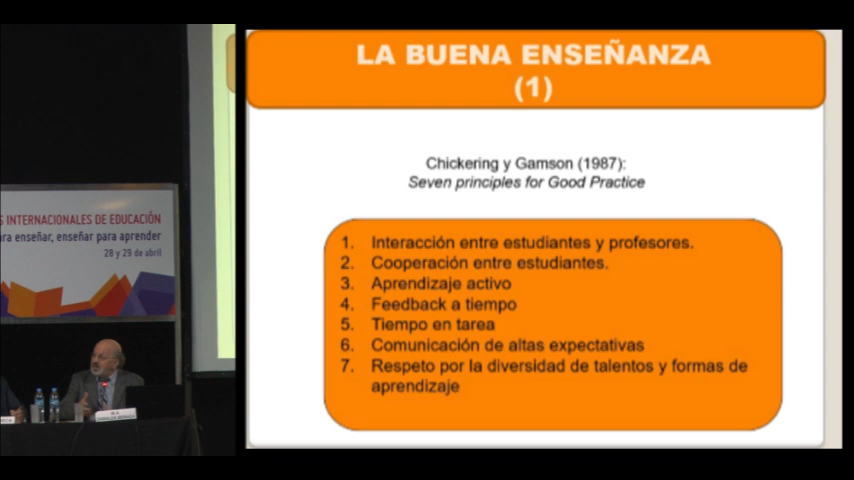 S INTERNACIONALES DE EDUCACIÓN
ra enseñar, enseñar para aprender
28 y 29 de abril
LA BUENA ENSEÑANZA
(1)
Chickering y Gamson (1987):
Seven principles for Good Practice
1. Interacción entre estudiantes y profesores.
2. Cooperación entre estudiantes.
3. Aprendizaje activo
4. Feedback a tiempo
5. Tiempo en tarea
6. Comunicación de altas expectativas
7. Respeto por la diversidad de talentos y formas de
aprendizaje